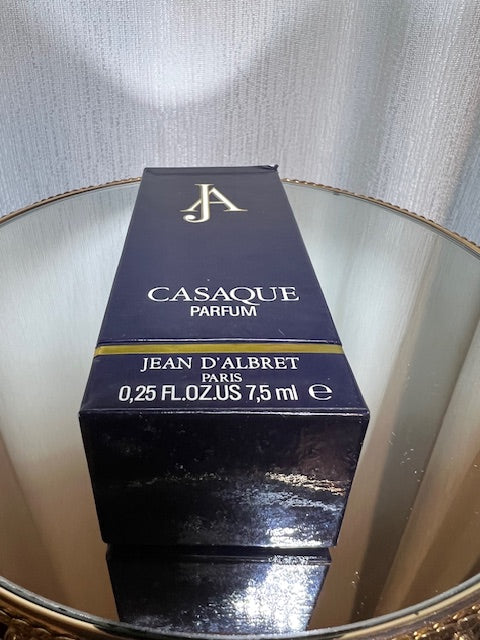 JA
CASAQUE
PARFUM
JEAN D'ALBRET
PARIS
0,25 FL.OZ.US 7,5 ml ℮